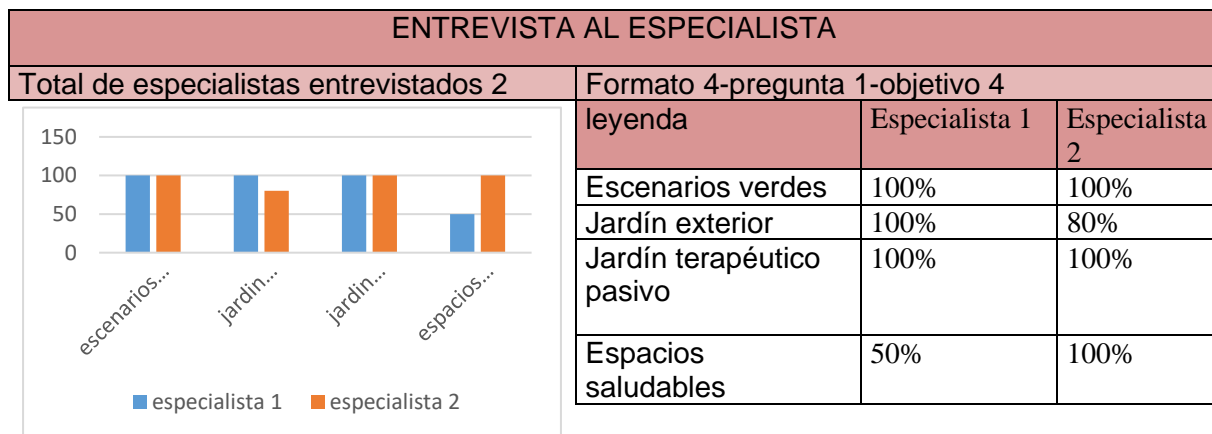 ENTREVISTA AL ESPECIALISTA
Total de especialistas entrevistados 2
Formato 4-pregunta 1-objetivo 4
150
100
50
0
escenarios...
jardin...
jardin...
espacios...
especialista 1 especialista 2
leyenda Especialista 1 Especialista
2
Escenarios verdes 100% 100%
Jardín exterior 100% 80%
Jardín terapéutico 100% 100%
pasivo
Espacios 50% 100%
saludables